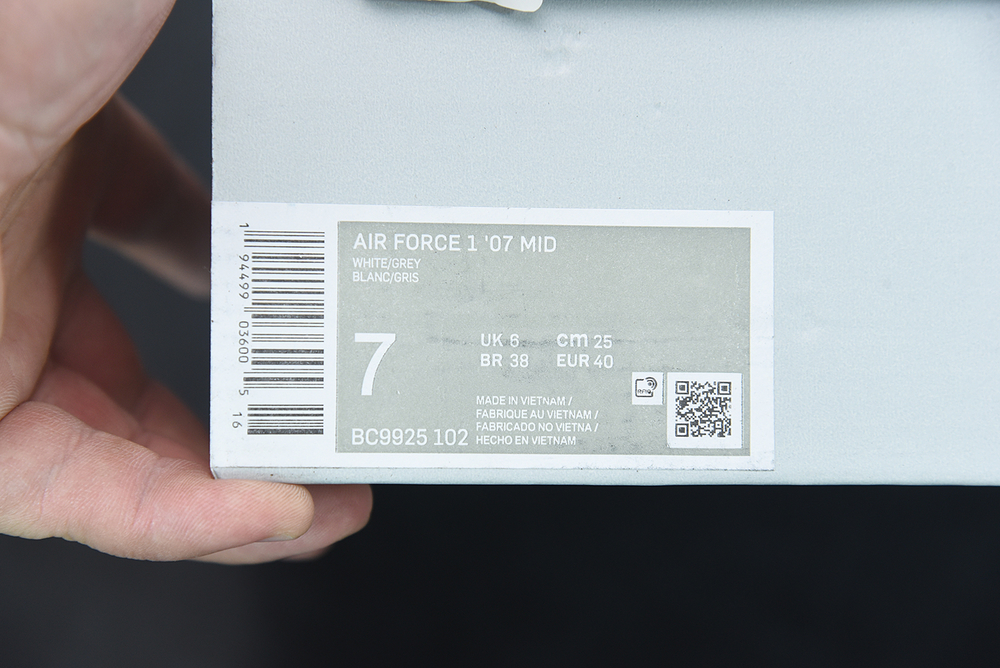 AIR FORCE 1 '07 MID
WHITE/GREY
BLANC/GRIS
7
UK 6
cm 25
BR 38
EUR 40
MADE IN VIETNAM /
FABRIQUE AU VIETNAM /
FABRICADO NO VIETNA /
HECHO EN VIETNAM
BC9925 102
1 94499 03600 5 16